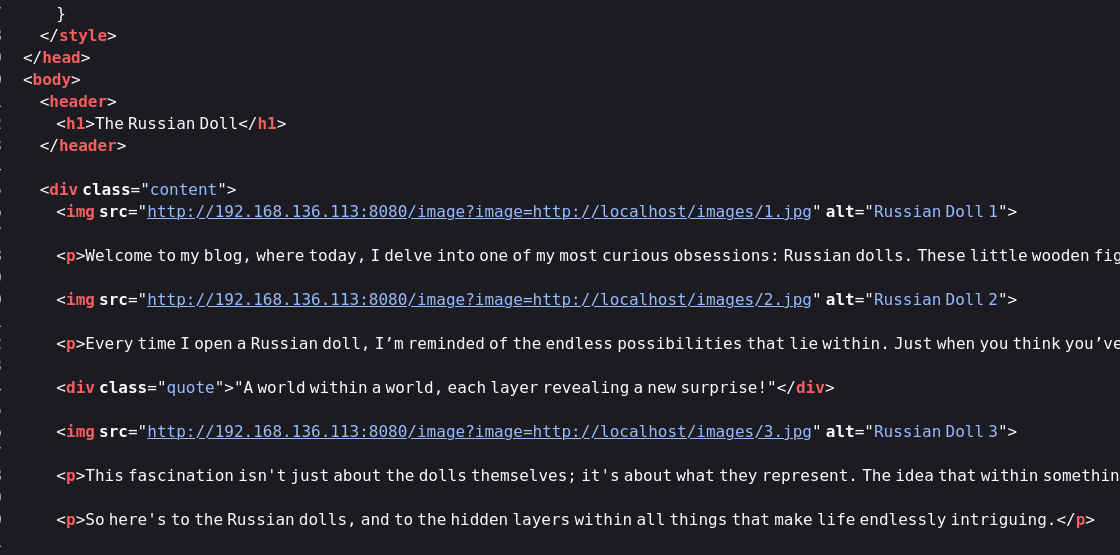 }
</style>
</head>
<body>
<header>
<h1>The Russian Doll</h1>
</header>
<div class="content">
<img src="http://192.168.136.113:8080/image?image=http://localhost/images/1.jpg" alt="Russian Doll 1">
<p>Welcome to my blog, where today, I delve into one of my most curious obsessions: Russian dolls. These little wooden fig
<img src="http://192.168.136.113:8080/image?image=http://localhost/images/2.jpg" alt="Russian Doll 2">
<p>Every time I open a Russian doll, I’m reminded of the endless possibilities that lie within. Just when you think you’ve
<div class="quote">"A world within a world, each layer revealing a new surprise!"</div>
<img src="http://192.168.136.113:8080/image?image=http://localhost/images/3.jpg" alt="Russian Doll 3">
<p>This fascination isn't just about the dolls themselves; it's about what they represent. The idea that within somethin
<p>So here's to the Russian dolls, and to the hidden layers within all things that make life endlessly intriguing.</p>